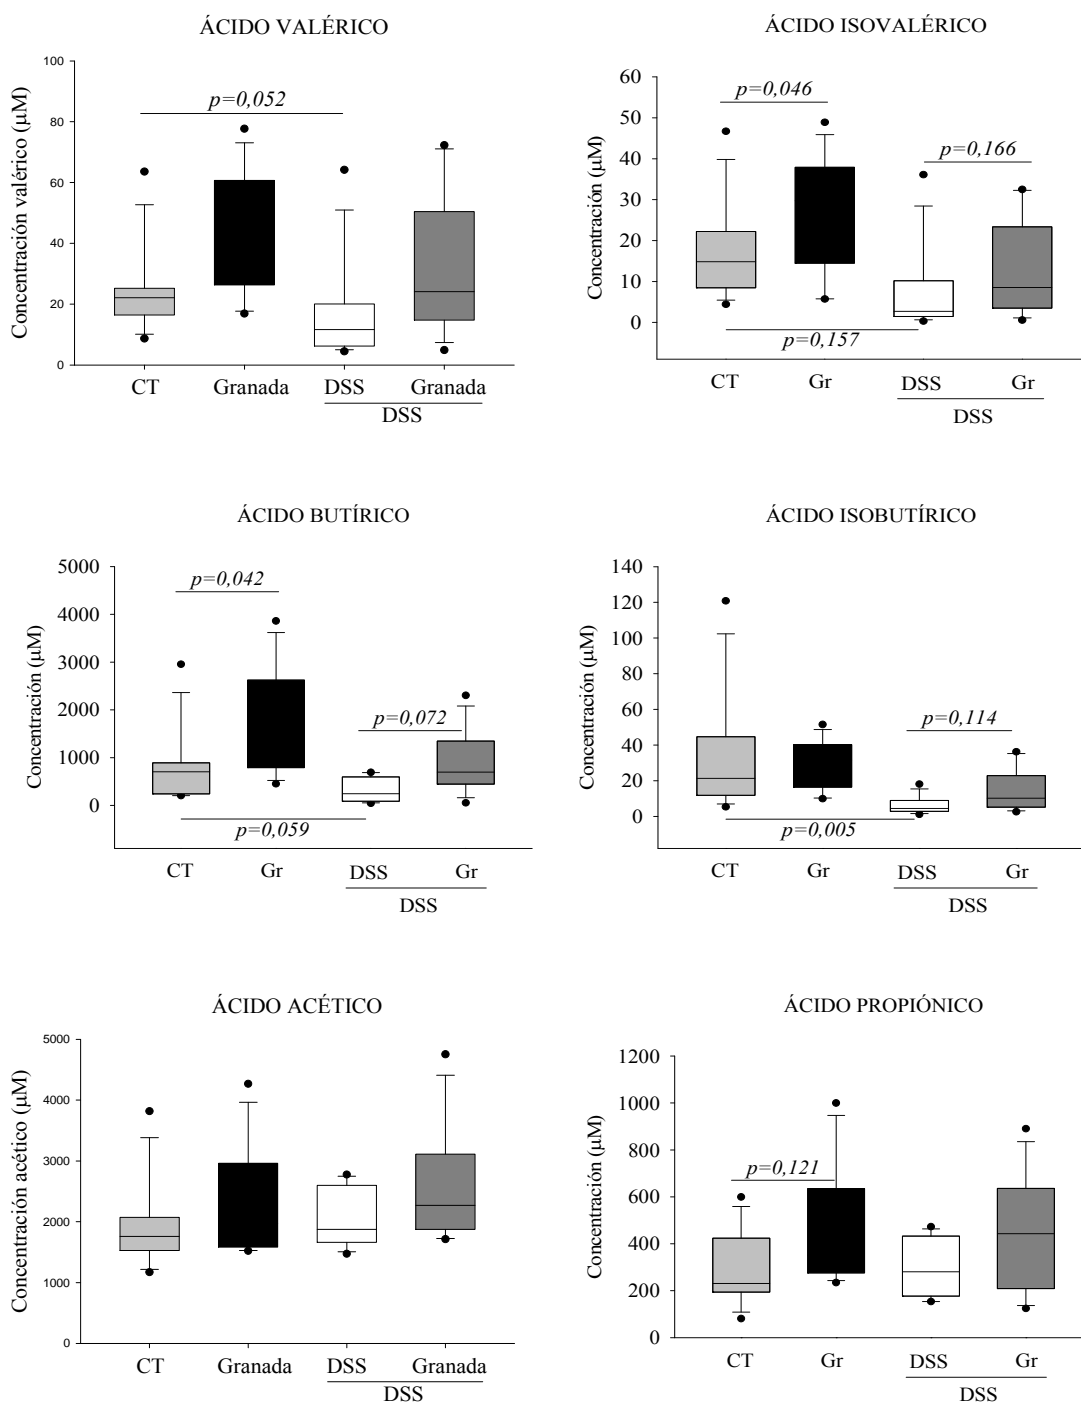 ÁCIDO VALÉRICO
Concentración valérico (µM)
100
80
60
40
20
0
p=0,052
CT Granada DSS Granada
DSS
ÁCIDO ISOVALÉRICO
Concentración (µM)
60
50
40
30
20
10
0
p=0,046
p=0,166
p=0,157
CT Gr DSS Gr
DSS
ÁCIDO BUTÍRICO
Concentración (µM)
5000
4000
3000
2000
1000
0
p=0,042
p=0,072
p=0,059
CT Gr DSS Gr
DSS
ÁCIDO ISOBUTÍRICO
Concentración (µM)
140
120
100
80
60
40
20
0
p=0,114
p=0,005
CT Gr DSS Gr
DSS
ÁCIDO ACÉTICO
Concentración acético (µM)
5000
4000
3000
2000
1000
0
CT Granada DSS Granada
DSS
ÁCIDO PROPIÓNICO
Concentración (µM)
1200
1000
800
600
400
200
0
p=0,121
CT Gr DSS Gr
DSS